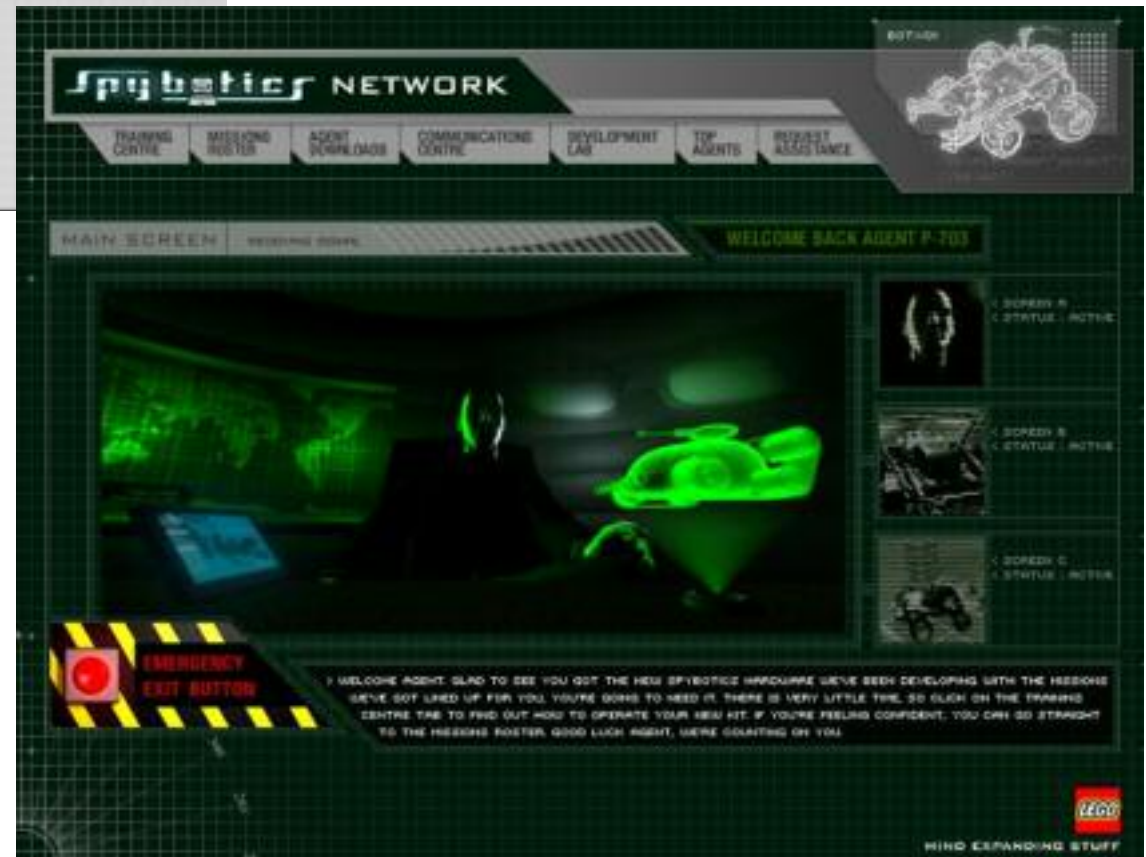 Spybotics NETWORK
TRAINING CENTRE
MISSIONS ROSTER
AGENT DOWNLOADS
COMMUNICATIONS CENTRE
DEVELOPMENT LAB
TOP AGENTS
REQUEST ASSISTANCE
MAIN SCREEN
WELCOME BACK AGENT P-703
< SCREEN A
< STATUS : ACTIVE
< SCREEN B
< STATUS : ACTIVE
< SCREEN C
< STATUS : ACTIVE
EMERGENCY
EXIT BUTTON
> WELCOME AGENT. GLAD TO SEE YOU GOT THE NEW SPYBOTICS HARDWARE WE'VE BEEN DEVELOPING. WITH THE MISSIONS
WE'VE GOT LINED UP FOR YOU, YOU'RE GOING TO NEED IT. THERE IS VERY LITTLE TIME, SO CLICK ON THE TRAINING
CENTRE TAB TO FIND OUT HOW TO OPERATE YOUR NEW KIT. IF YOU'RE FEELING CONFIDENT, YOU CAN GO STRAIGHT
TO THE MISSIONS ROSTER. GOOD LUCK AGENT, WE'RE COUNTING ON YOU.
LEGO
MIND EXPANDING STUFF